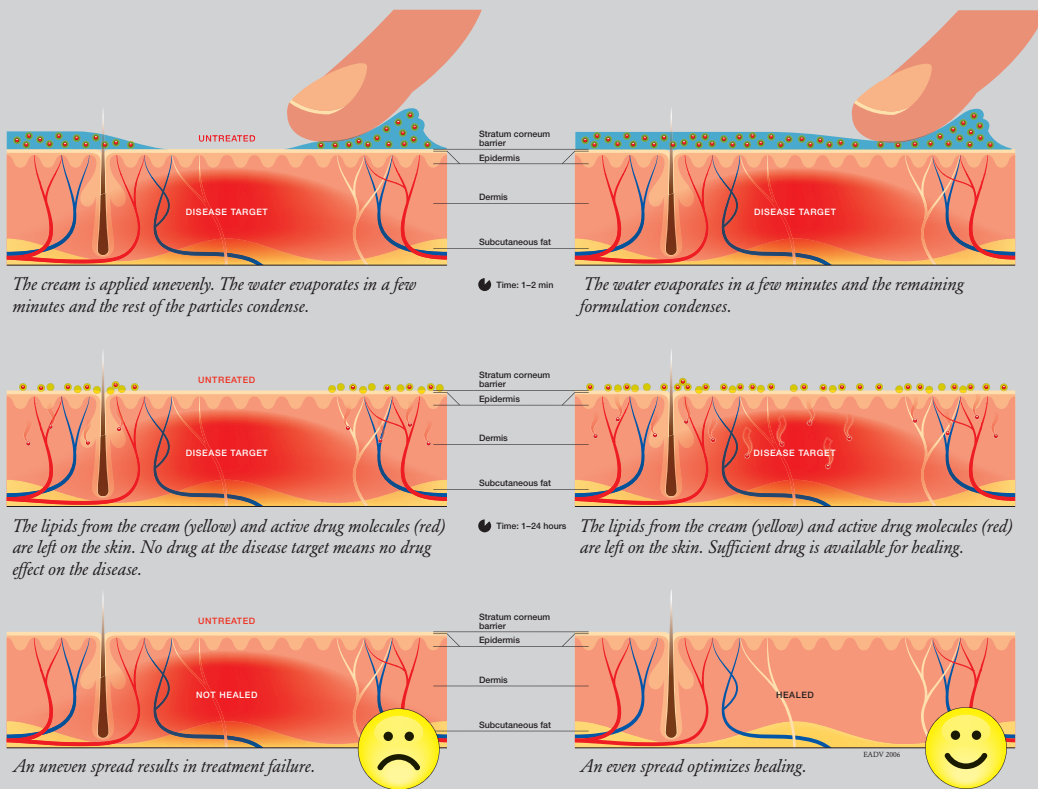 UNTREATED
Stratum corneum
barrier
Epidermis
DISEASE TARGET
Dermis
DISEASE TARGET
Subcutaneous fat
The cream is applied unevenly. The water evaporates in a few
minutes and the rest of the particles condense.
Time: 1–2 min
The water evaporates in a few minutes and the remaining
formulation condenses.
UNTREATED
Stratum corneum
barrier
Epidermis
DISEASE TARGET
Dermis
DISEASE TARGET
Subcutaneous fat
The lipids from the cream (yellow) and active drug molecules (red)
are left on the skin. No drug at the disease target means no drug
effect on the disease.
Time: 1–24 hours
The lipids from the cream (yellow) and active drug molecules (red)
are left on the skin. Sufficient drug is available for healing.
UNTREATED
Stratum corneum
barrier
Epidermis
NOT HEALED
Dermis
HEALED
Subcutaneous fat
An uneven spread results in treatment failure.
An even spread optimizes healing.
EADV 2006